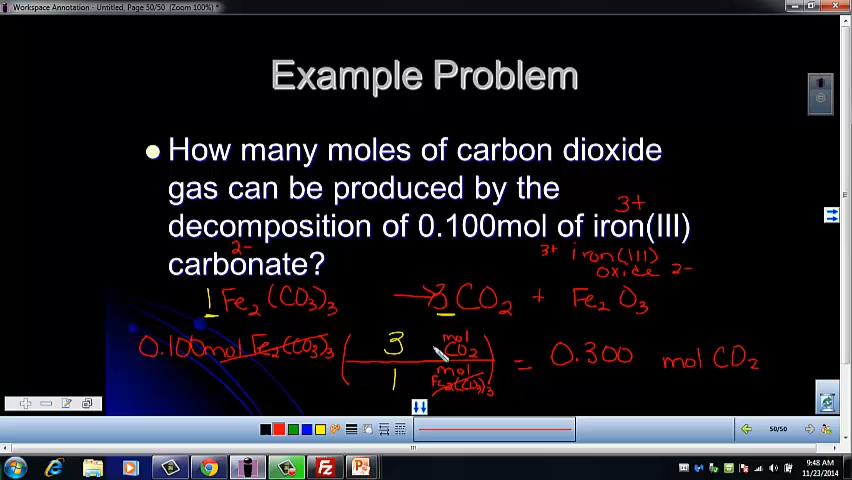 Workspace Annotation - Untitled, Page 50/50 (Zoom 100%) *
Example Problem
How many moles of carbon dioxide
gas can be produced by the
3+
decomposition of 0.100mol of iron(III)
2-
carbonate?
3+ iron(III)
oxide 2-
1 Fe₂(CO₃)₃ → 3CO₂ + Fe₂O₃
0.100mol Fe₂(CO₃)₃ ( 3 mol CO₂ / 1 mol Fe₂(CO₃)₃ ) = 0.300 mol CO₂
50/50
9:48 AM
11/23/2014